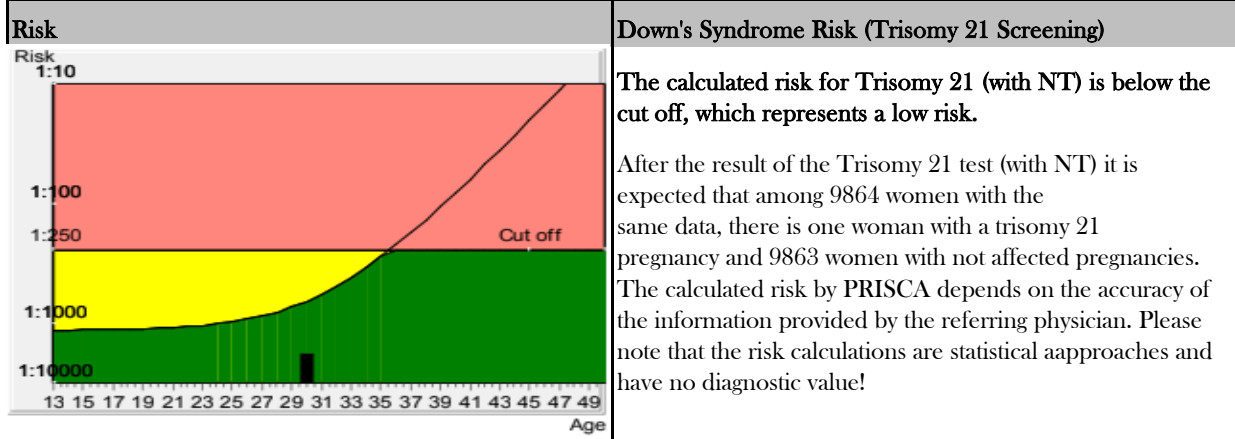 Risk
Down's Syndrome Risk (Trisomy 21 Screening)
Risk
1:10
1:100
1:250
Cut off
1:1000
1:10000
13 15 17 19 21 23 25 27 29 31 33 35 37 39 41 43 45 47 49
Age
The calculated risk for Trisomy 21 (with NT) is below the
cut off, which represents a low risk.
After the result of the Trisomy 21 test (with NT) it is
expected that among 9864 women with the
same data, there is one woman with a trisomy 21
pregnancy and 9863 women with not affected pregnancies.
The calculated risk by PRISCA depends on the accuracy of
the information provided by the referring physician. Please
note that the risk calculations are statistical aapproaches and
have no diagnostic value!